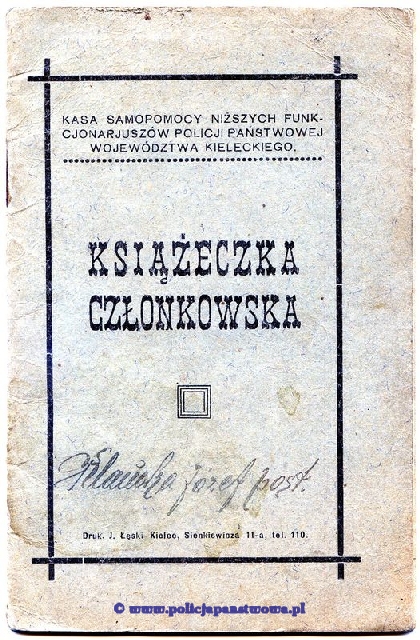 KASA SAMOPOMOCY NIŻSZYCH FUNK-
CJONARJUSZÓW POLICJI PAŃSTWOWEJ
WOJEWÓDZTWA KIELECKIEGO.
KSIĄŻECZKA
CZŁONKOWSKA
Józef post.
Druk. J. Łęski Kielce, Sienkiewicza 11-a, tel. 110.
© www.policjapanstwowa.pl